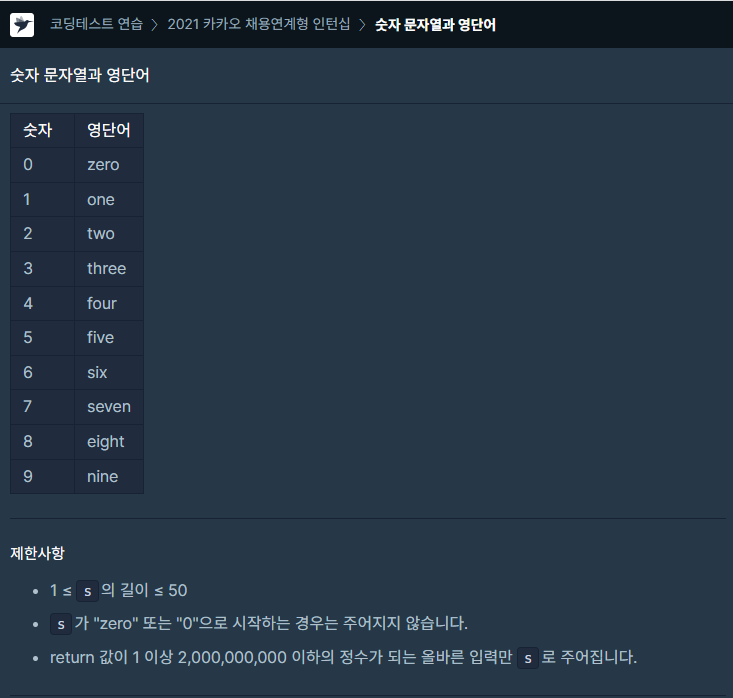 코딩테스트 연습 > 2021 카카오 채용연계형 인턴십 > 숫자 문자열과 영단어
숫자 문자열과 영단어
숫자 영단어
0 zero
1 one
2 two
3 three
4 four
5 five
6 six
7 seven
8 eight
9 nine
제한사항
• 1 ≤ s 의 길이 ≤ 50
• s 가 "zero" 또는 "0"으로 시작하는 경우는 주어지지 않습니다.
• return 값이 1 이상 2,000,000,000 이하의 정수가 되는 올바른 입력만 s 로 주어집니다.